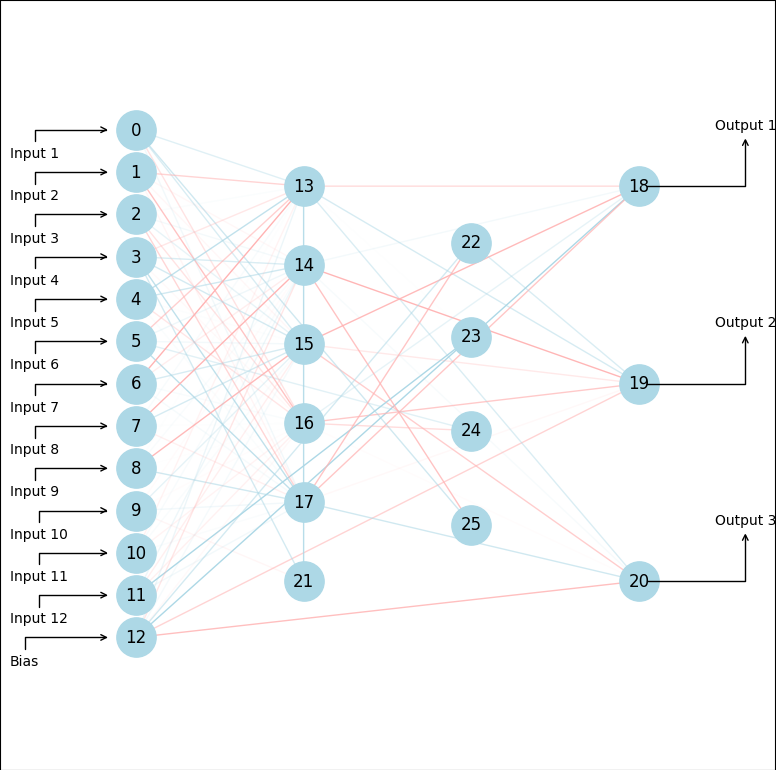 0
Input 1
1
Input 2
2
Input 3
3
Input 4
4
Input 5
5
Input 6
6
Input 7
7
Input 8
8
Input 9
9
Input 10
10
Input 11
11
Input 12
12
Bias
13
14
15
16
17
21
22
23
24
25
18
Output 1
19
Output 2
20
Output 3